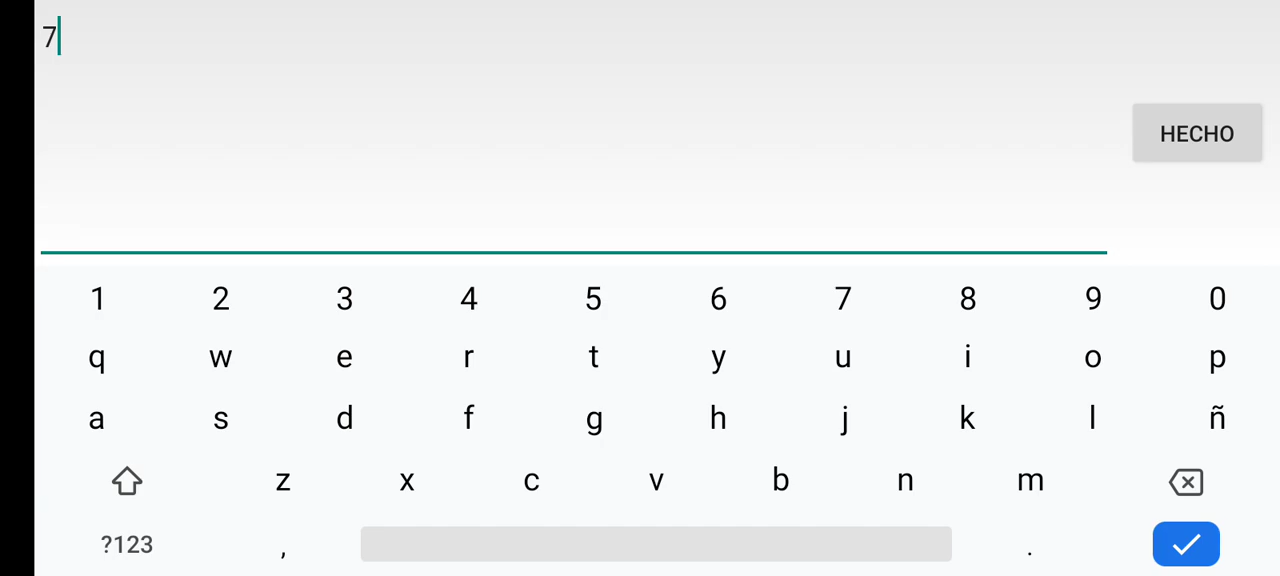 7
HECHO
1 2 3 4 5 6 7 8 9 0
q w e r t y u i o p
a s d f g h j k l ñ
z x c v b n m
?123 , .